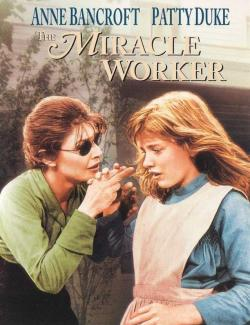 ANNE BANCROFT PATTY DUKE
THE MIRACLE
WORKER